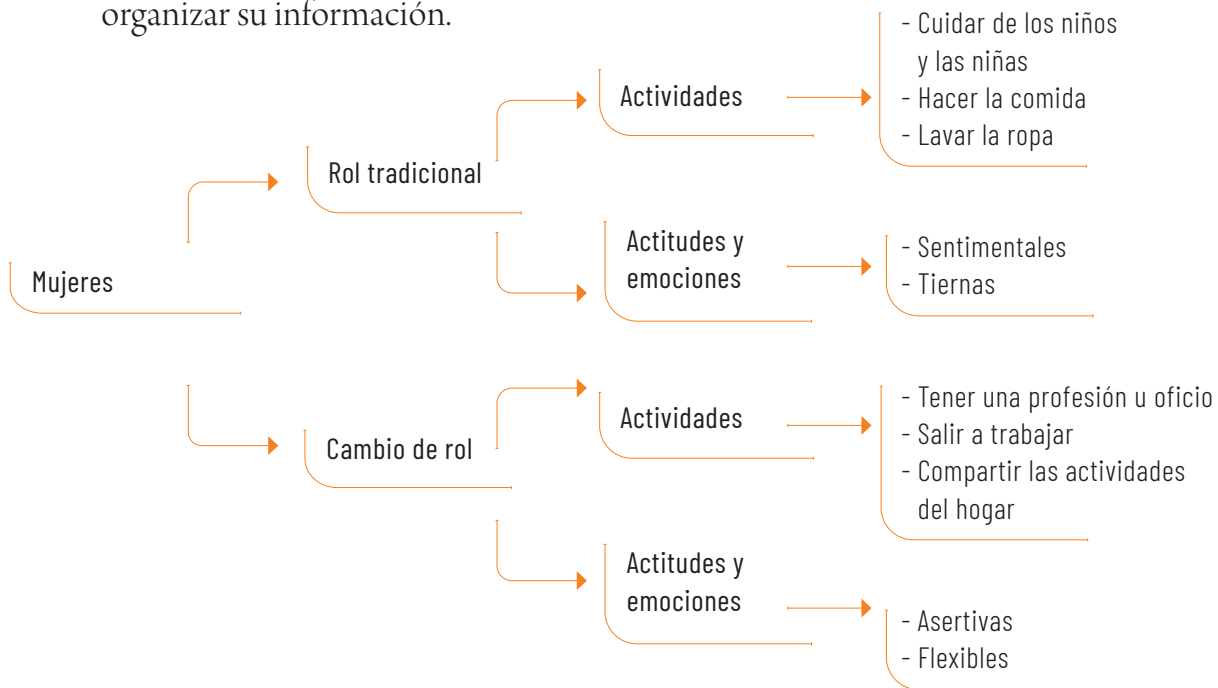 organizar su información.
Mujeres
Rol tradicional
Actividades
- Cuidar de los niños
y las niñas
- Hacer la comida
- Lavar la ropa
Actitudes y
emociones
- Sentimentales
- Tiernas
Cambio de rol
Actividades
- Tener una profesión u oficio
- Salir a trabajar
- Compartir las actividades
del hogar
Actitudes y
emociones
- Asertivas
- Flexibles